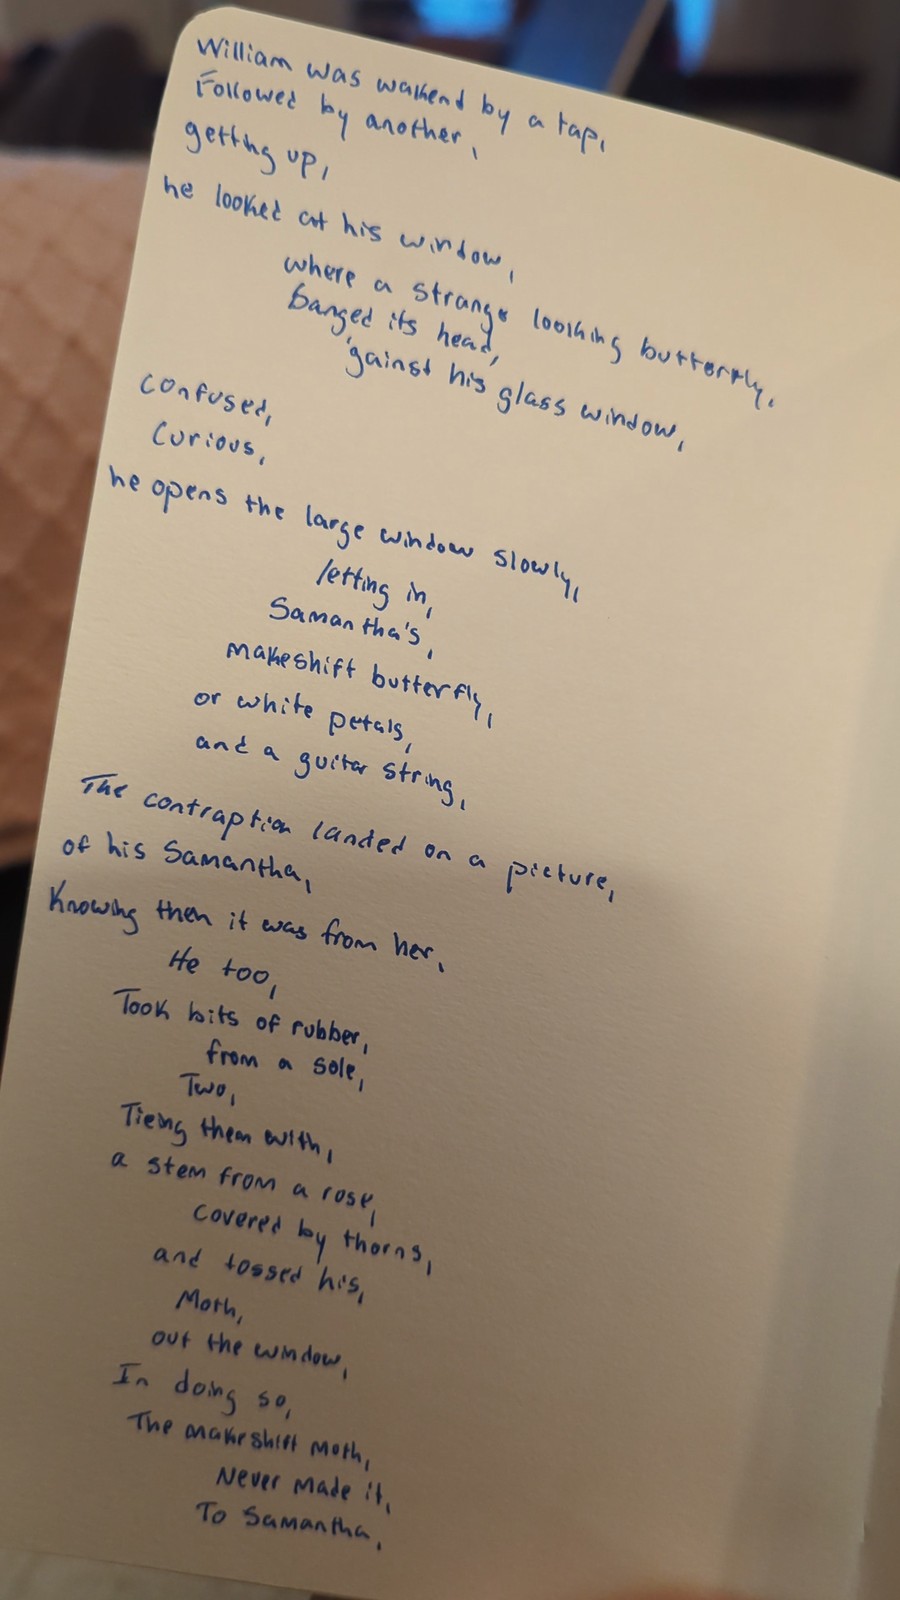 William was wakend by a tap,
Followed by another,
getting up,
he looked at his window,
where a strange looking butterfly,
banged its head,
'gainst his glass window,
confused,
Curious,
he opens the large window slowly,
letting in,
Samantha's,
makeshift butterfly,
or white petals,
and a guitar string,
The contraption landed on a picture,
of his Samantha,
Knowing then it was from her,
He too,
Took bits of rubber,
from a sole,
Two,
Tieing them with,
a stem from a rose,
covered by thorns,
and tossed his,
Moth,
out the window,
In doing so,
The makeshift moth,
Never made it,
To Samantha,